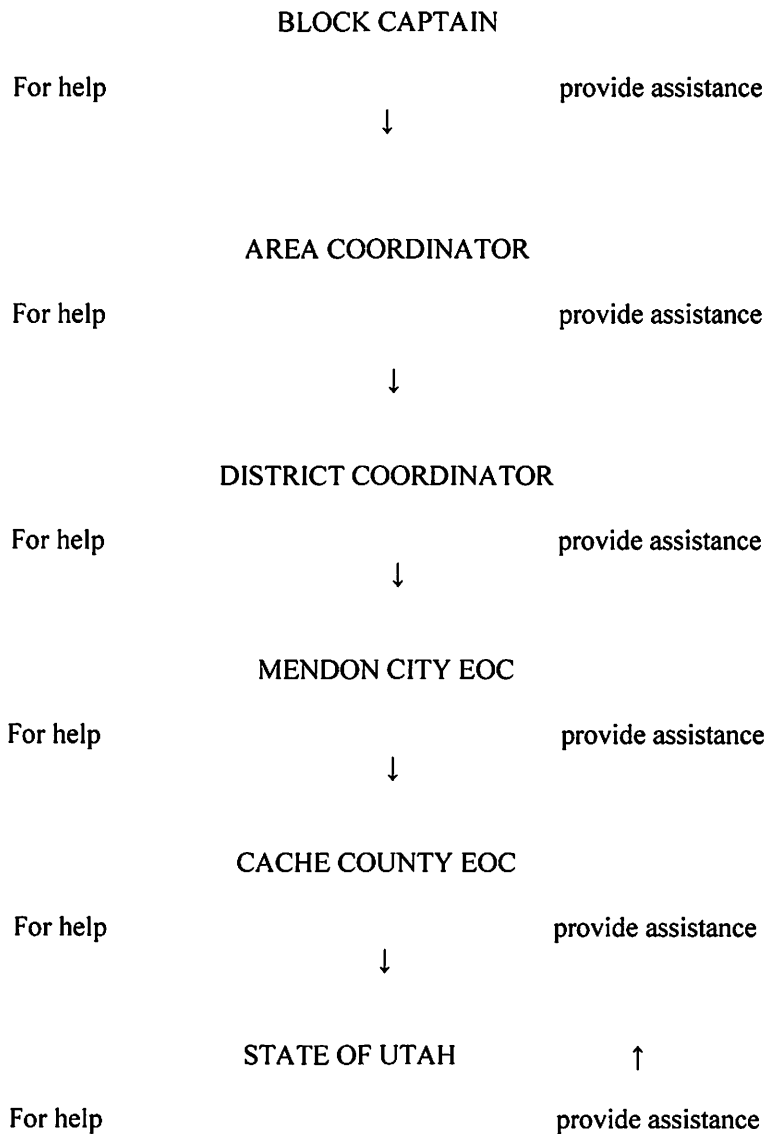 BLOCK CAPTAIN
For help provide assistance
↓
AREA COORDINATOR
For help provide assistance
↓
DISTRICT COORDINATOR
For help provide assistance
↓
MENDON CITY EOC
For help provide assistance
↓
CACHE COUNTY EOC
For help provide assistance
↓
STATE OF UTAH ↑
For help provide assistance